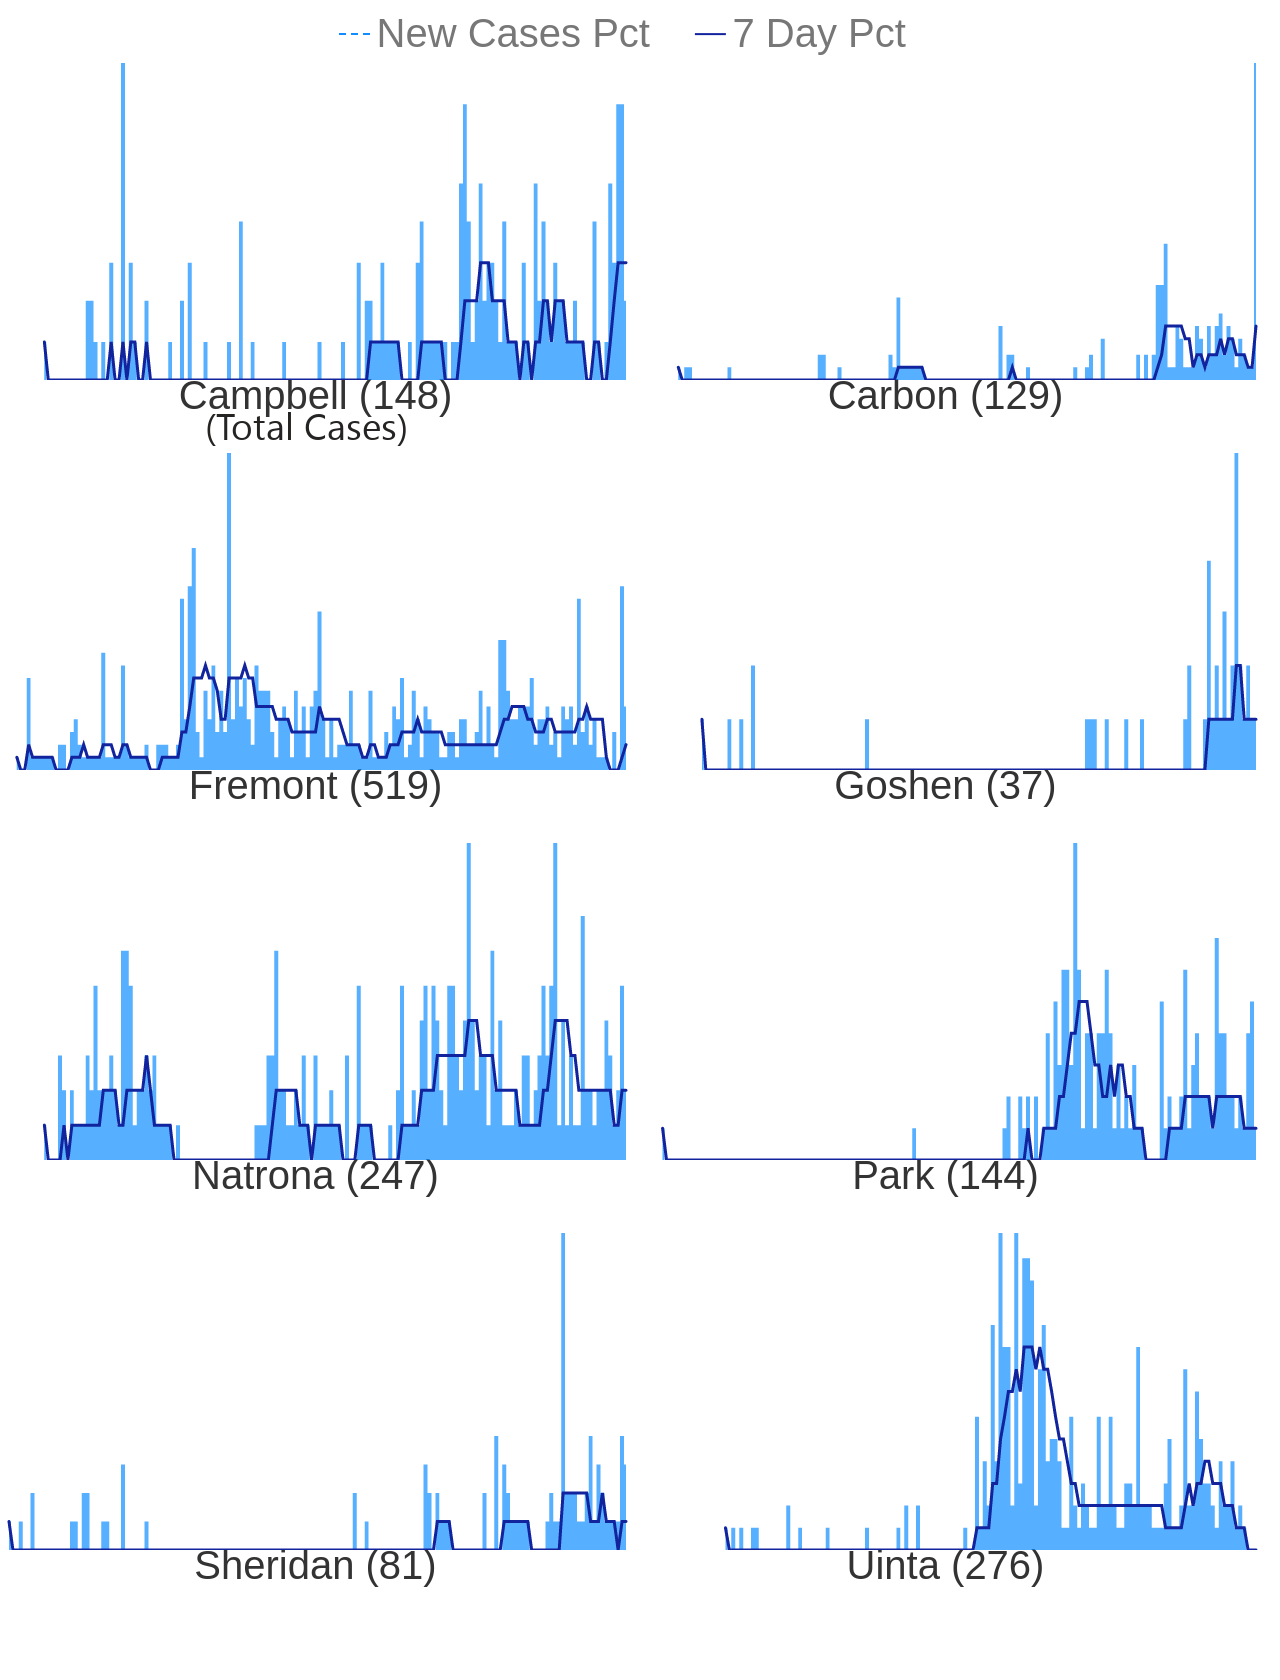 New Cases Pct 7 Day Pct
Campbell (148) Carbon (129)
(Total Cases)
Fremont (519) Goshen (37)
Natrona (247) Park (144)
Sheridan (81) Uinta (276)